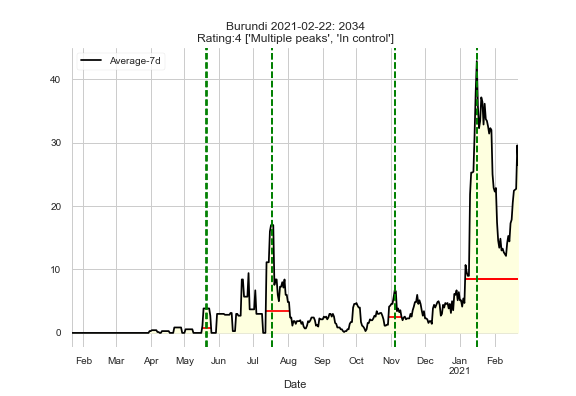 Burundi 2021-02-22: 2034
Rating:4 ['Multiple peaks', 'In control']
Average-7d
40
30
20
10
0
Feb Mar Apr May Jun Jul Aug Sep Oct Nov Dec Jan Feb
2021
Date